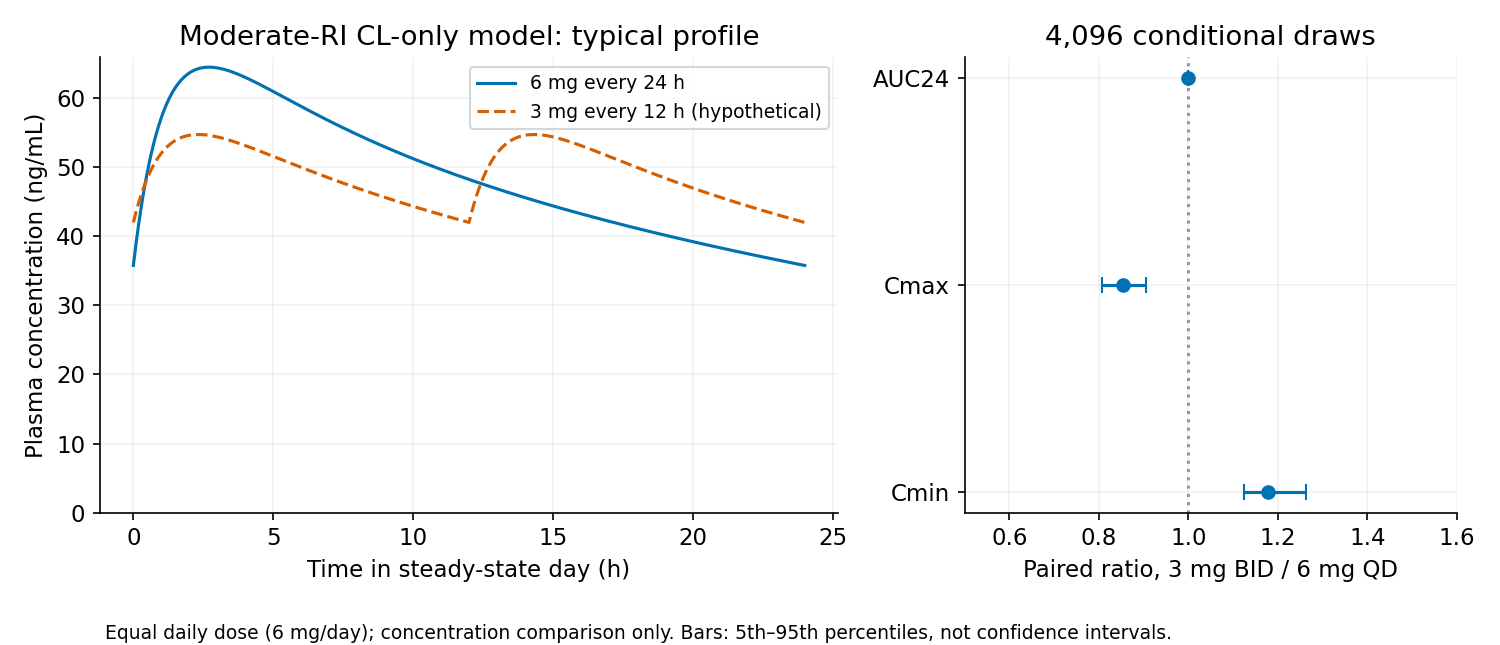 Moderate-RI CL-only model: typical profile
6 mg every 24 h
3 mg every 12 h (hypothetical)
Plasma concentration (ng/mL)
60
50
40
30
20
10
0
0 5 10 15 20 25
Time in steady-state day (h)
4,096 conditional draws
AUC24
Cmax
Cmin
0.6 0.8 1.0 1.2 1.4 1.6
Paired ratio, 3 mg BID / 6 mg QD
Equal daily dose (6 mg/day); concentration comparison only. Bars: 5th–95th percentiles, not confidence intervals.